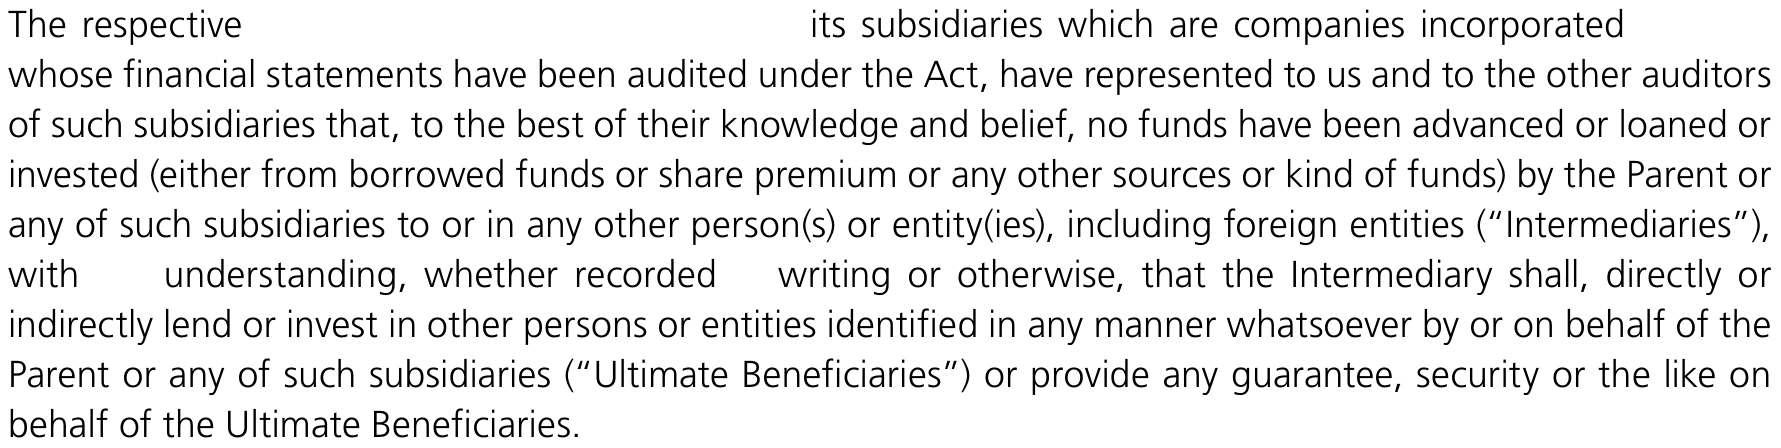 The respective its subsidiaries which are companies incorporated
whose financial statements have been audited under the Act, have represented to us and to the other auditors
of such subsidiaries that, to the best of their knowledge and belief, no funds have been advanced or loaned or
invested (either from borrowed funds or share premium or any other sources or kind of funds) by the Parent or
any of such subsidiaries to or in any other person(s) or entity(ies), including foreign entities (“Intermediaries”),
with understanding, whether recorded writing or otherwise, that the Intermediary shall, directly or
indirectly lend or invest in other persons or entities identified in any manner whatsoever by or on behalf of the
Parent or any of such subsidiaries (“Ultimate Beneficiaries”) or provide any guarantee, security or the like on
behalf of the Ultimate Beneficiaries.